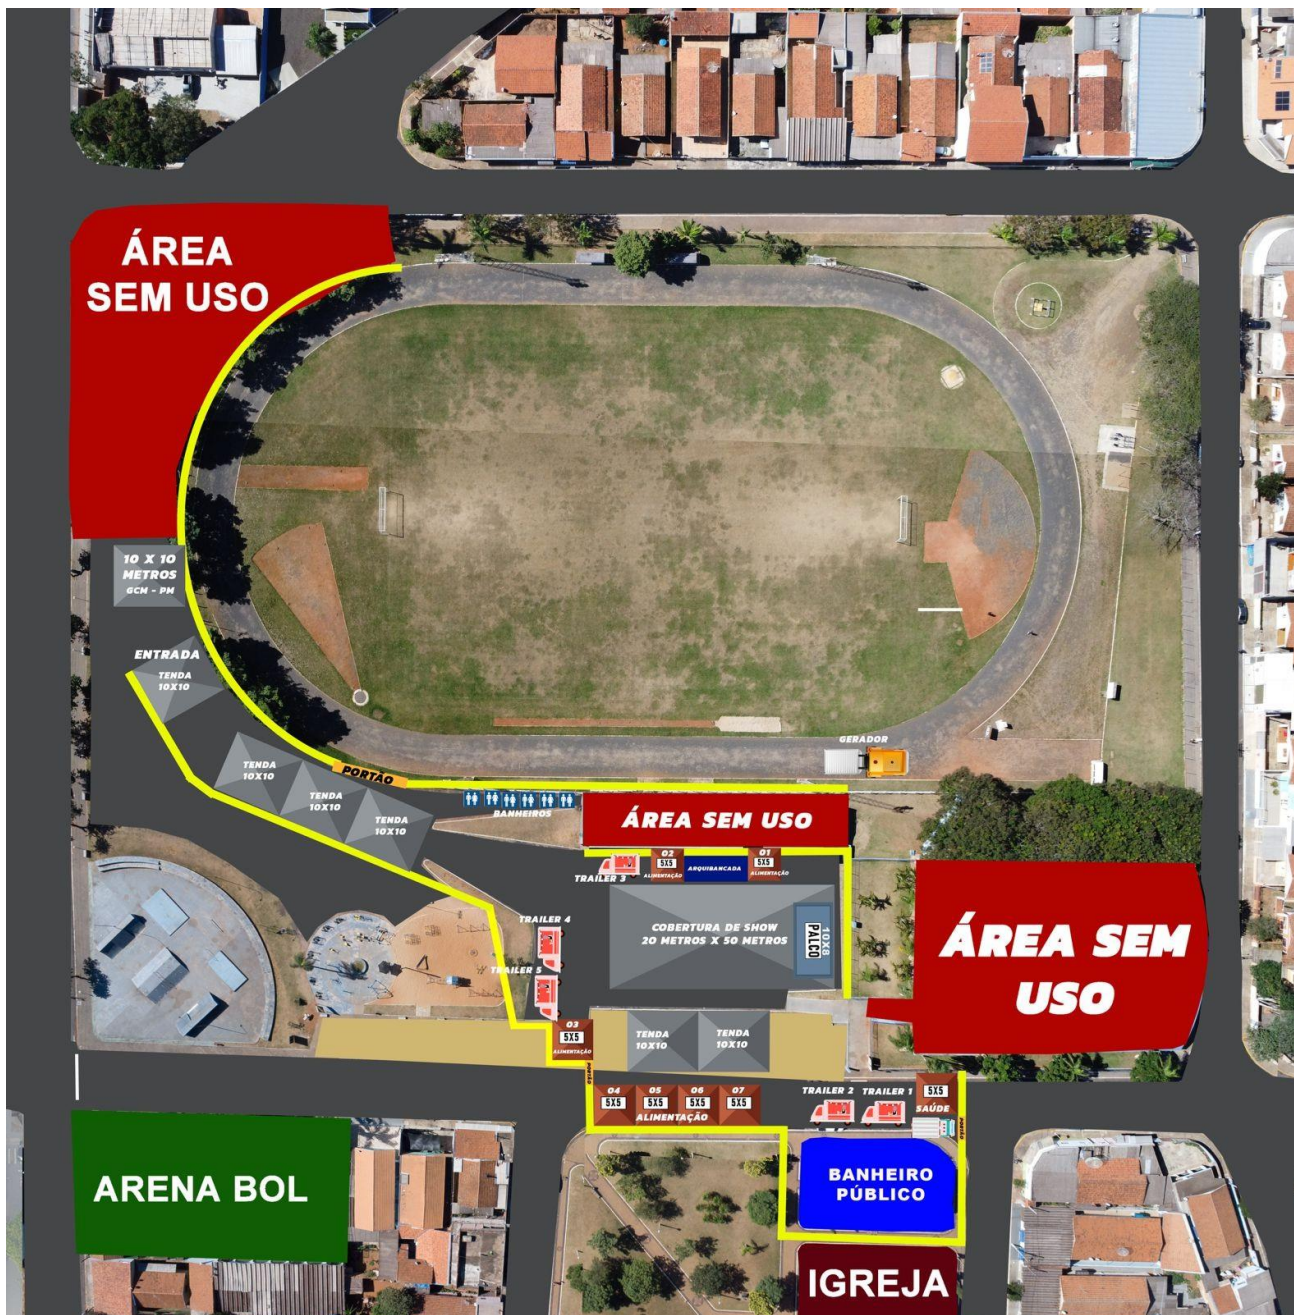 ÁREA
SEM USO
10 X 10
METROS
GCM - PM
ENTRADA
TENDA
10X10
TENDA
10X10
TENDA
10X10
TENDA
10X10
PORTÃO
BANHEIROS
GERADOR
ÁREA SEM USO
TRAILER 3
02
5X5
ALIMENTAÇÃO
ARQUIBANCADA
01
5X5
ALIMENTAÇÃO
COBERTURA DE SHOW
20 METROS X 50 METROS
10X8
PALCO
ÁREA SEM
USO
TRAILER 4
TRAILER 5
03
5X5
ALIMENTAÇÃO
TENDA
10X10
TENDA
10X10
PORTÃO
04
5X5
05
5X5
06
5X5
07
5X5
ALIMENTAÇÃO
TRAILER 2
TRAILER 1
5X5
SAÚDE
PORTÃO
BANHEIRO
PÚBLICO
ARENA BOL
IGREJA